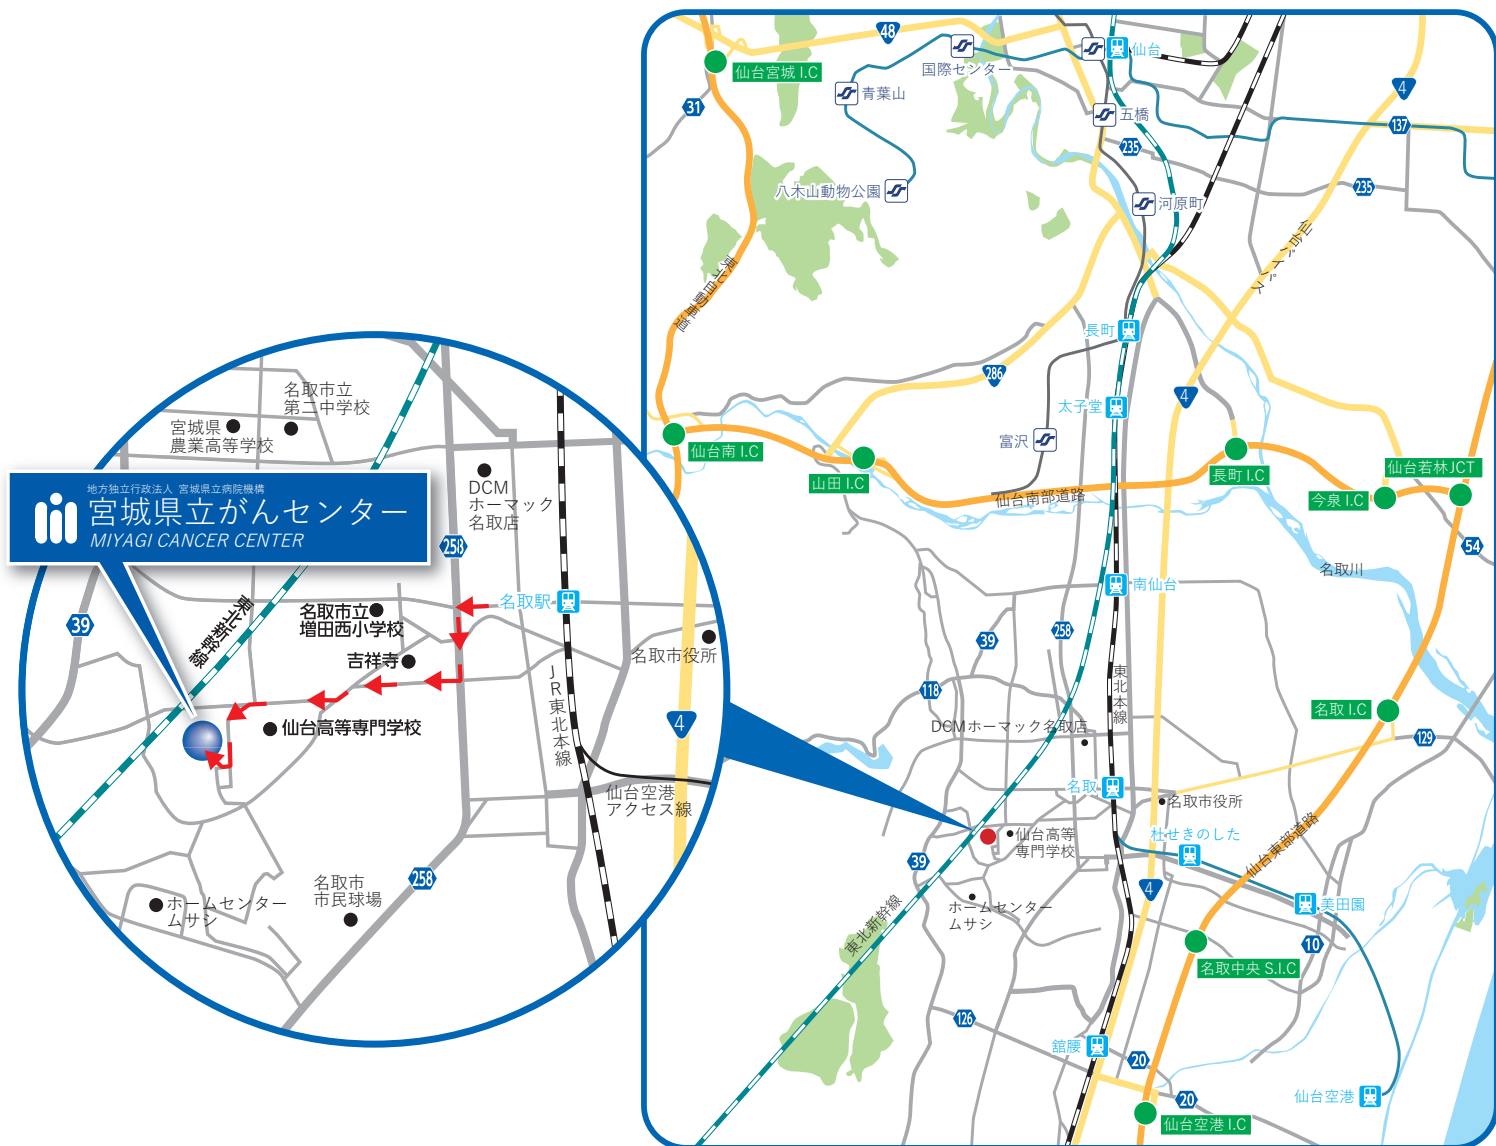 地方独立行政法人 宮城県立病院機構
宮城県立がんセンター
MIYAGI CANCER CENTER
名取市立
第二中学校
宮城県
農業高等学校
DCM
ホーマック
名取店
258
39
東北新幹線
名取市立
増田西小学校
吉祥寺
名取駅
名取市役所
仙台高等専門学校
JR東北本線
4
仙台空港
アクセス線
258
名取市
市民球場
ホームセンター
ムサシ
48
仙台宮城 I.C
国際センター
仙台
31
青葉山
五橋
4
137
235
235
八木山動物公園
河原町
仙台バイパス
東北自動車道
長町
286
太子堂
4
富沢
仙台南 I.C
山田 I.C
長町 I.C
仙台若林JCT
今泉 I.C
仙台南部道路
54
名取川
南仙台
39
258
118
東北本線
名取 I.C
129
DCMホーマック名取店
名取
名取市役所
仙台高等
専門学校
杜せきのした
仙台東部道路
39
4
ホームセンター
ムサシ
美田園
東北新幹線
10
名取中央 S.I.C
126
舘腰
20
20
仙台空港
仙台空港 I.C